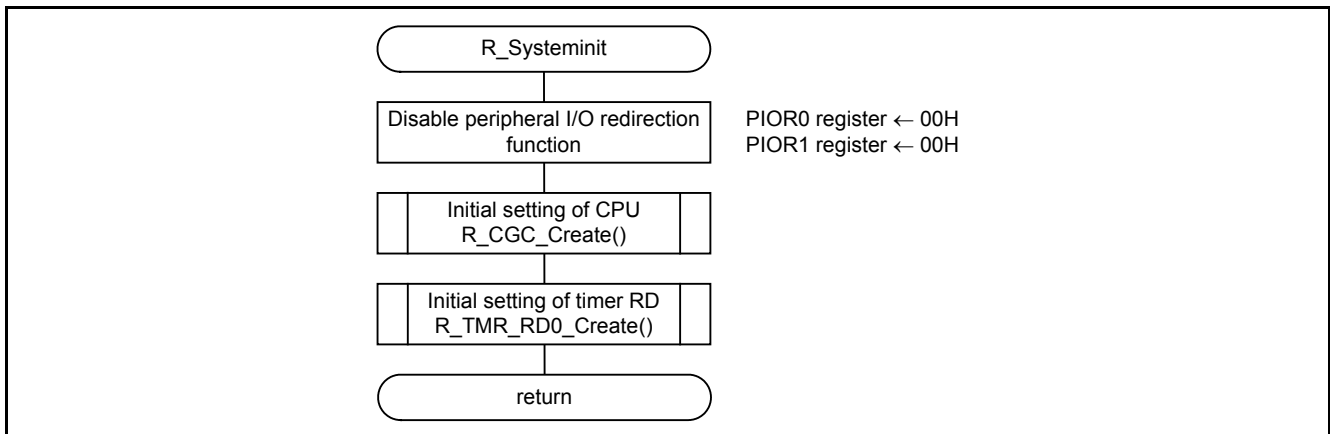 R_Systeminit
Disable peripheral I/O redirection
function
PIOR0 register ← 00H
PIOR1 register ← 00H
Initial setting of CPU
R_CGC_Create()
Initial setting of timer RD
R_TMR_RD0_Create()
return